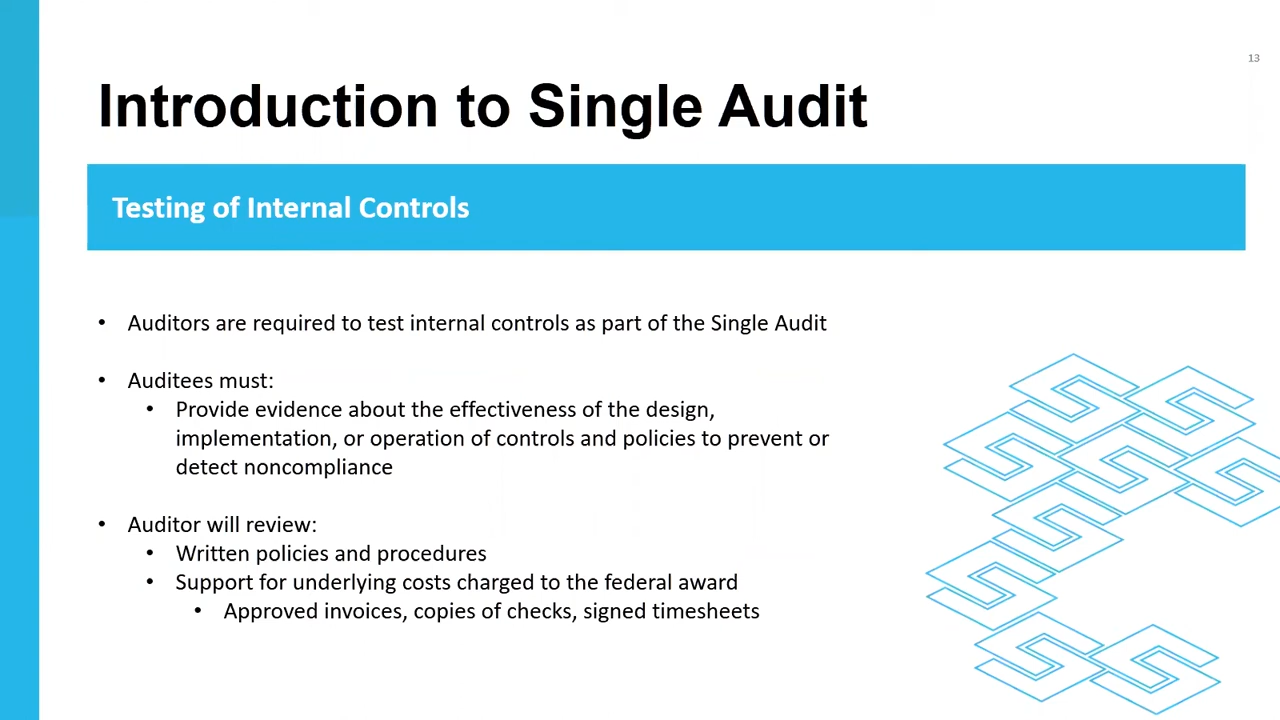 13
Introduction to Single Audit
Testing of Internal Controls
• Auditors are required to test internal controls as part of the Single Audit
• Auditees must:
• Provide evidence about the effectiveness of the design,
implementation, or operation of controls and policies to prevent or
detect noncompliance
• Auditor will review:
• Written policies and procedures
• Support for underlying costs charged to the federal award
• Approved invoices, copies of checks, signed timesheets